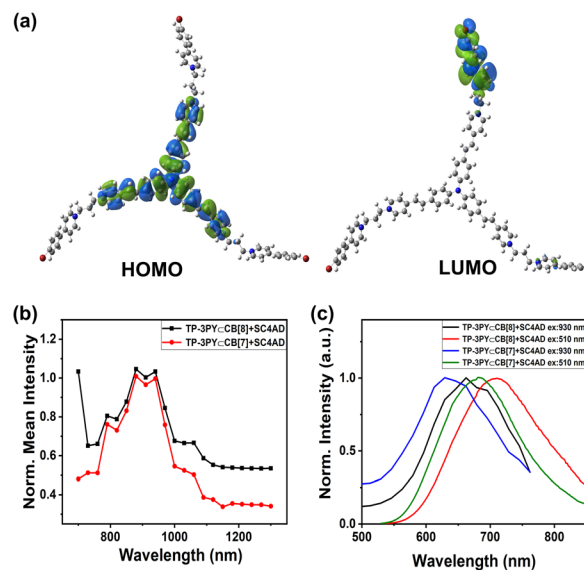 (a)
HOMO
LUMO
(b)
TP-3PY⊂CB[8]+SC4AD
TP-3PY⊂CB[7]+SC4AD
Norm. Mean Intensity
1.4
1.2
1.0
0.8
0.6
0.4
800
1000
1200
Wavelength (nm)
(c)
TP-3PY⊂CB[8]+SC4AD ex:930 nm
TP-3PY⊂CB[8]+SC4AD ex:510 nm
TP-3PY⊂CB[7]+SC4AD ex:930 nm
TP-3PY⊂CB[7]+SC4AD ex:510 nm
Norm. Intensity (a.u.)
1.0
0.5
0.0
500
600
700
800
Wavelength (nm)